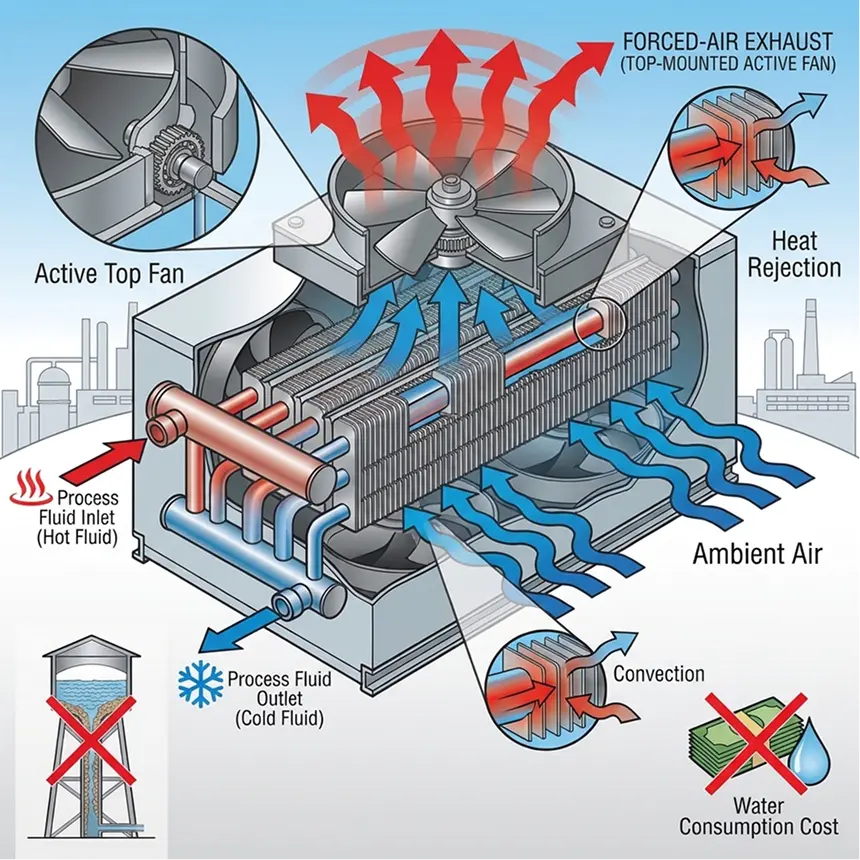 FORCED-AIR EXHAUST
(TOP-MOUNTED ACTIVE FAN)
Active Top Fan
Heat
Rejection
Process
Fluid Inlet
(Hot Fluid)
Ambient Air
Process Fluid
Outlet
(Cold Fluid)
Convection
Water
Consumption Cost